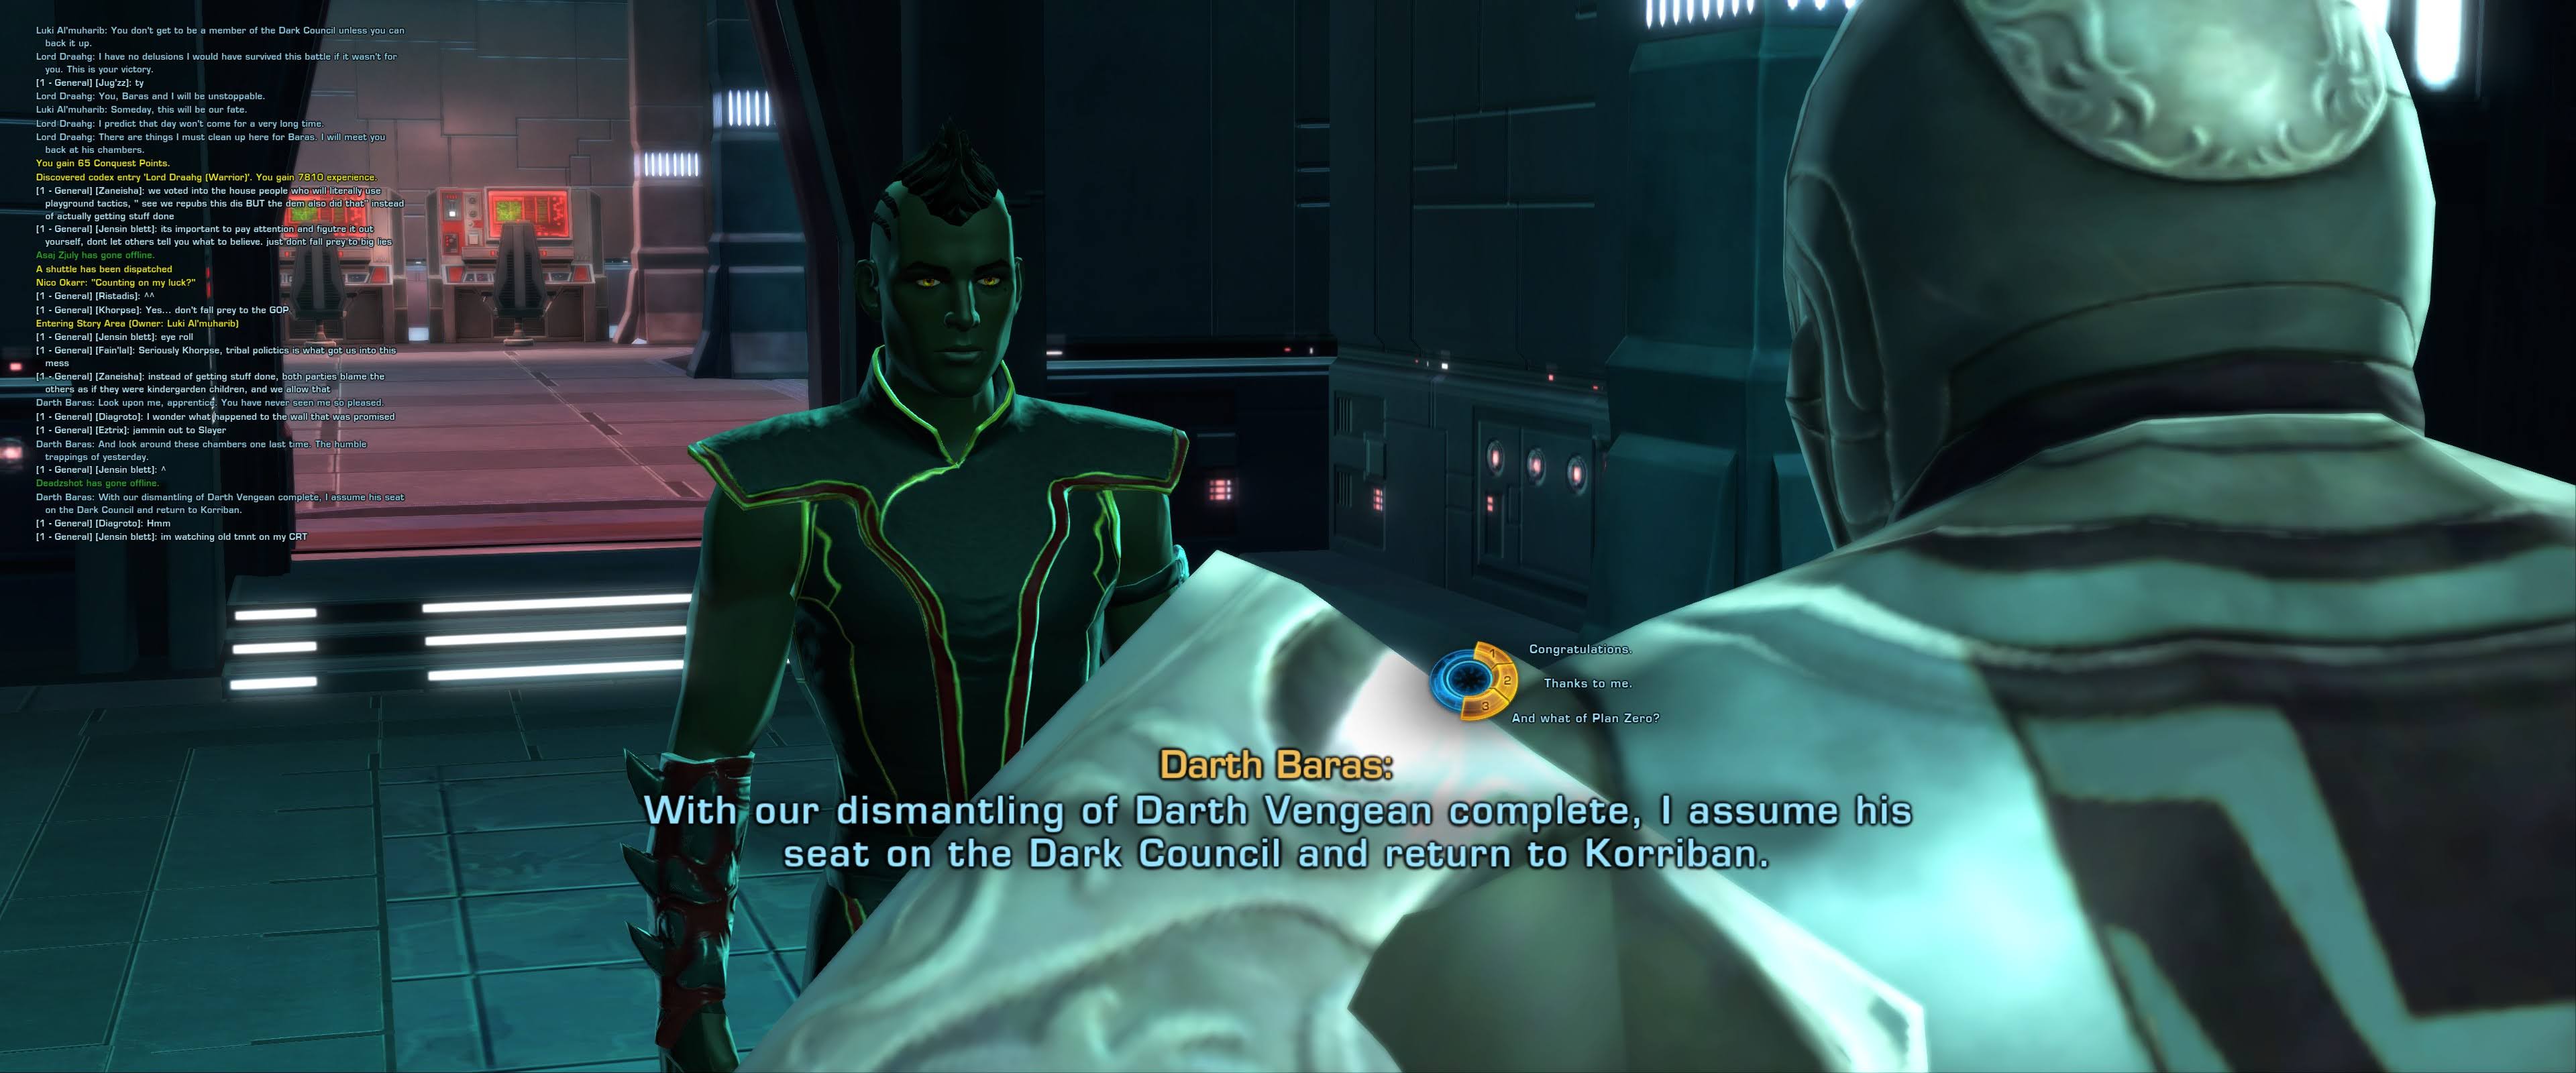 Luki Al'muharib: You don't get to be a member of the Dark Council unless you can
back it up.
Lord Draahg: I have no delusions I would have survived this battle if it wasn't for
you. This is your victory.
[1 - General] [Jug'zz]: ty
Lord Draahg: You, Baras and I will be unstoppable.
Luki Al'muharib: Someday, this will be our fate.
Lord Draahg: I predict that day won't come for a very long time.
Lord Draahg: There are things I must clean up here for Baras. I will meet you
back at his chambers.
You gain 65 Conquest Points.
Discovered codex entry 'Lord Draahg (Warrior)'. You gain 7810 experience.
[1 - General] [Zaneisha]: we voted into the house people who will literally use
playground tactics, " see we repubs this dis BUT the dem also did that" instead
of actually getting stuff done
[1 - General] [Jensin blett]: its important to pay attention and figutre it out
yourself, dont let others tell you what to believe. just dont fall prey to big lies
Asaj Zjuly has gone offline.
A shuttle has been dispatched
Nico Okarr: "Counting on my luck?"
[1 - General] [Ristadis]: ^^
[1 - General] [Khorpse]: Yes... don't fall prey to the GOP
Entering Story Area (Owner: Luki Al'muharib)
[1 - General] [Jensin blett]: eye roll
[1 - General] [Fain'lal]: Seriously Khorpse, tribal polictics is what got us into this
mess
[1 - General] [Zaneisha]: instead of getting stuff done, both parties blame the
others as if they were kindergarden children, and we allow that
Darth Baras: Look upon me, apprentice. You have never seen me so pleased.
[1 - General] [Diagroto]: I wonder what happened to the wall that was promised
[1 - General] [Eztrix]: jammin out to Slayer
Darth Baras: And look around these chambers one last time. The humble
trappings of yesterday.
[1 - General] [Jensin blett]: ^
Deadzshot has gone offline.
Darth Baras: With our dismantling of Darth Vengean complete, I assume his seat
on the Dark Council and return to Korriban.
[1 - General] [Diagroto]: Hmm
[1 - General] [Jensin blett]: im watching old tmnt on my CRT
1 Congratulations.
2 Thanks to me.
3 And what of Plan Zero?
Darth Baras:
With our dismantling of Darth Vengean complete, I assume his
seat on the Dark Council and return to Korriban.